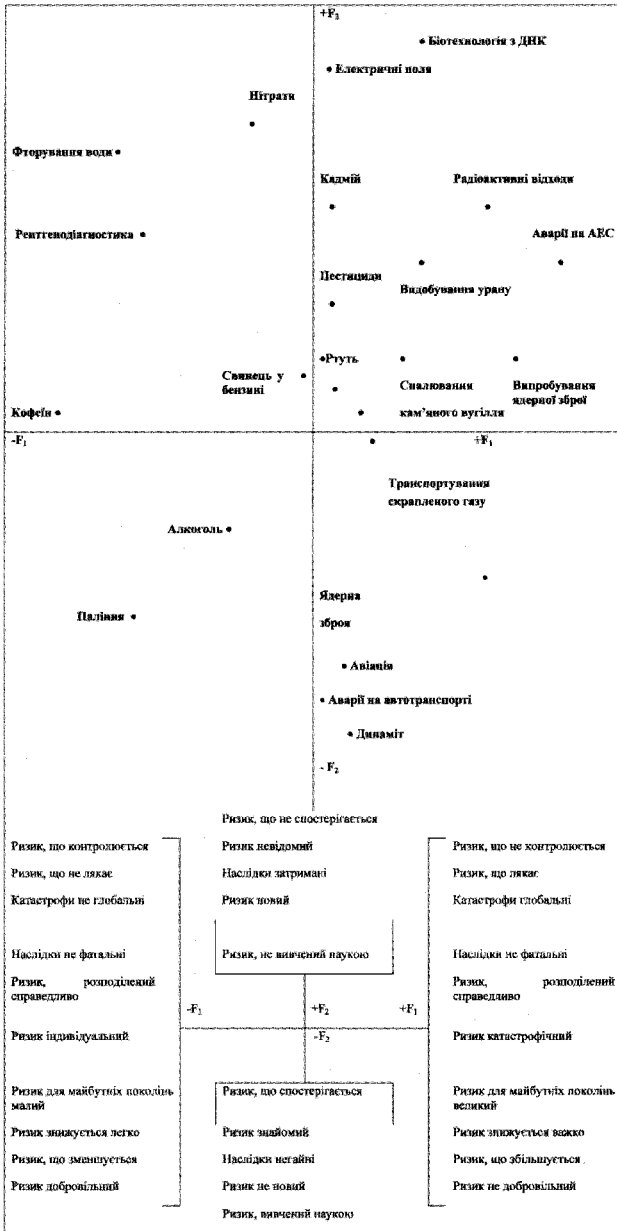 +F₂
Біотехнологія з ДНК
Електричні поля
Нітрати
Фторування води
Кадмій
Радіоактивні відходи
Рентгенодіагностика
Аварії на АЕС
Пестициди
Видобування урану
Ртуть
Свинець у
бензині
Спалювання
кам’яного вугілля
Випробування
ядерної зброї
Кофеїн
-F₁
+F₁
Транспортування
скрапленого газу
Алкоголь
Ядерна
зброя
Паління
Авіація
Аварії на автотранспорті
Динаміт
- F₂
Ризик, що не спостерігається
Ризик, що контролюється
Ризик невідомий
Ризик, що не контролюється
Ризик, що не лякає
Наслідки затримані
Ризик, що лякає
Катастрофи не глобальні
Ризик новий
Катастрофи глобальні
Наслідки не фатальні
Ризик, не вивчений наукою
Наслідки не фатальні
Ризик, розподілений
справедливо
Ризик, розподілений
справедливо
-F₁
+F₂
+F₁
-F₂
Ризик індивідуальний
Ризик катастрофічний
Ризик для майбутніх поколінь
малий
Ризик, що спостерігається
Ризик для майбутніх поколінь
великий
Ризик знижується легко
Ризик знайомий
Ризик знижується важко
Ризик, що зменшується
Наслідки негайні
Ризик, що збільшується
Ризик добровільний
Ризик не новий
Ризик не добровільний
Ризик, вивчений наукою